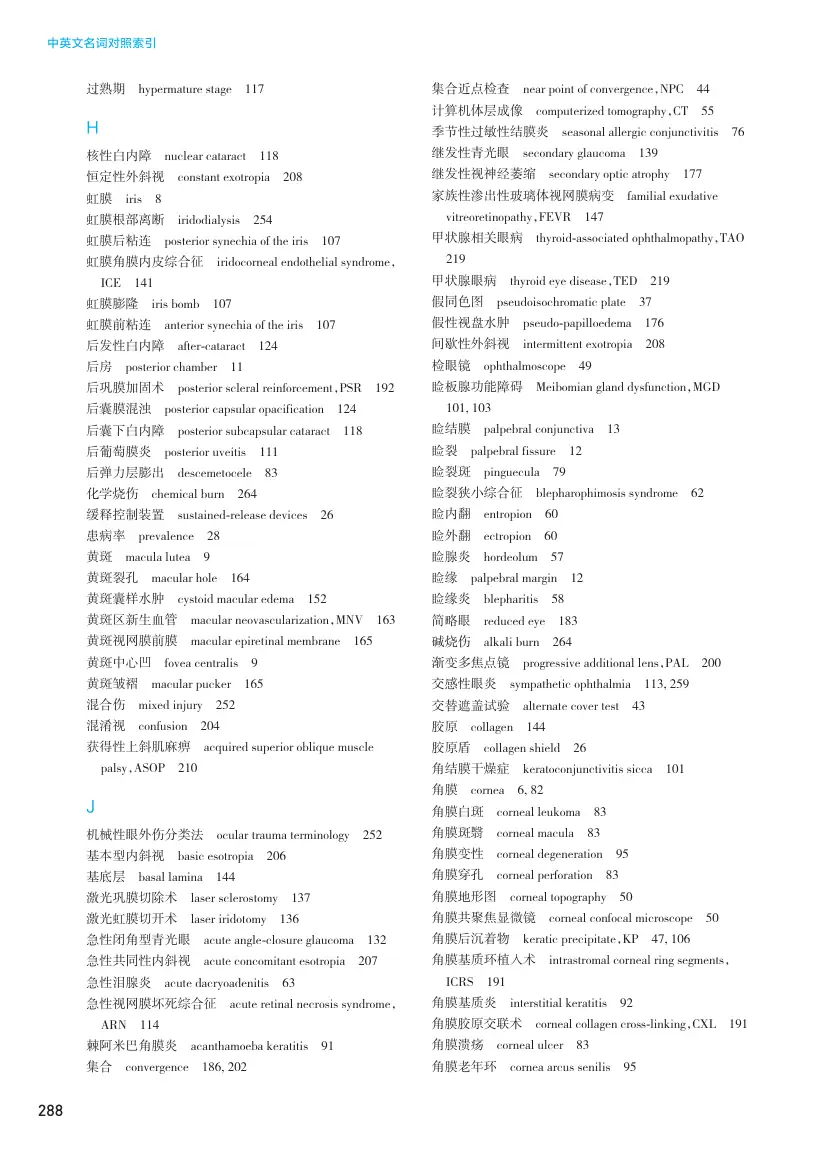 中英文名词对照索引
过熟期 hypermature stage 117
H
核性白内障 nuclear cataract 118
恒定性外斜视 constant exotropia 208
虹膜 iris 8
虹膜根部离断 iridodialysis 254
虹膜后粘连 posterior synechia of the iris 107
虹膜角膜内皮综合征 iridocorneal endothelial syndrome,
ICE 141
虹膜膨隆 iris bomb 107
虹膜前粘连 anterior synechia of the iris 107
后发性白内障 after-cataract 124
后房 posterior chamber 11
后巩膜加固术 posterior scleral reinforcement,PSR 192
后囊膜混浊 posterior capsular opacification 124
后囊下白内障 posterior subcapsular cataract 118
后葡萄膜炎 posterior uveitis 111
后弹力层膨出 descemetocele 83
化学烧伤 chemical burn 264
缓释控制装置 sustained-release devices 26
患病率 prevalence 28
黄斑 macula lutea 9
黄斑裂孔 macular hole 164
黄斑囊样水肿 cystoid macular edema 152
黄斑区新生血管 macular neovascularization,MNV 163
黄斑视网膜前膜 macular epiretinal membrane 165
黄斑中心凹 fovea centralis 9
黄斑皱褶 macular pucker 165
混合伤 mixed injury 252
混淆视 confusion 204
获得性上斜肌麻痹 acquired superior oblique muscle
palsy,ASOP 210
J
机械性眼外伤分类法 ocular trauma terminology 252
基本型内斜视 basic esotropia 206
基底层 basal lamina 144
激光巩膜切除术 laser sclerostomy 137
激光虹膜切开术 laser iridotomy 136
急性闭角型青光眼 acute angle-closure glaucoma 132
急性共同性内斜视 acute concomitant esotropia 207
急性泪腺炎 acute dacryoadenitis 63
急性视网膜坏死综合征 acute retinal necrosis syndrome,
ARN 114
棘阿米巴角膜炎 acanthamoeba keratitis 91
集合 convergence 186, 202
集合近点检查 near point of convergence,NPC 44
计算机体层成像 computerized tomography,CT 55
季节性过敏性结膜炎 seasonal allergic conjunctivitis 76
继发性青光眼 secondary glaucoma 139
继发性视神经萎缩 secondary optic atrophy 177
家族性渗出性玻璃体视网膜病变 familial exudative
vitreoretinopathy,FEVR 147
甲状腺相关眼病 thyroid-associated ophthalmopathy,TAO
219
甲状腺眼病 thyroid eye disease,TED 219
假同色图 pseudoisochromatic plate 37
假性视盘水肿 pseudo-papilloedema 176
间歇性外斜视 intermittent exotropia 208
检眼镜 ophthalmoscope 49
睑板腺功能障碍 Meibomian gland dysfunction,MGD
101, 103
睑结膜 palpebral conjunctiva 13
睑裂 palpebral fissure 12
睑裂斑 pinguecula 79
睑裂狭小综合征 blepharophimosis syndrome 62
睑内翻 entropion 60
睑外翻 ectropion 60
睑腺炎 hordeolum 57
睑缘 palpebral margin 12
睑缘炎 blepharitis 58
简略眼 reduced eye 183
碱烧伤 alkali burn 264
渐变多焦点镜 progressive additional lens,PAL 200
交感性眼炎 sympathetic ophthalmia 113, 259
交替遮盖试验 alternate cover test 43
胶原 collagen 144
胶原盾 collagen shield 26
角结膜干燥症 keratoconjunctivitis sicca 101
角膜 cornea 6, 82
角膜白斑 corneal leukoma 83
角膜斑翳 corneal macula 83
角膜变性 corneal degeneration 95
角膜穿孔 corneal perforation 83
角膜地形图 corneal topography 50
角膜共聚焦显微镜 corneal confocal microscope 50
角膜后沉着物 keratic precipitate,KP 47, 106
角膜基质环植入术 intrastromal corneal ring segments,
ICRS 191
角膜基质炎 interstitial keratitis 92
角膜胶原交联术 corneal collagen cross-linking,CXL 191
角膜溃疡 corneal ulcer 83
角膜老年环 cornea arcus senilis 95
288